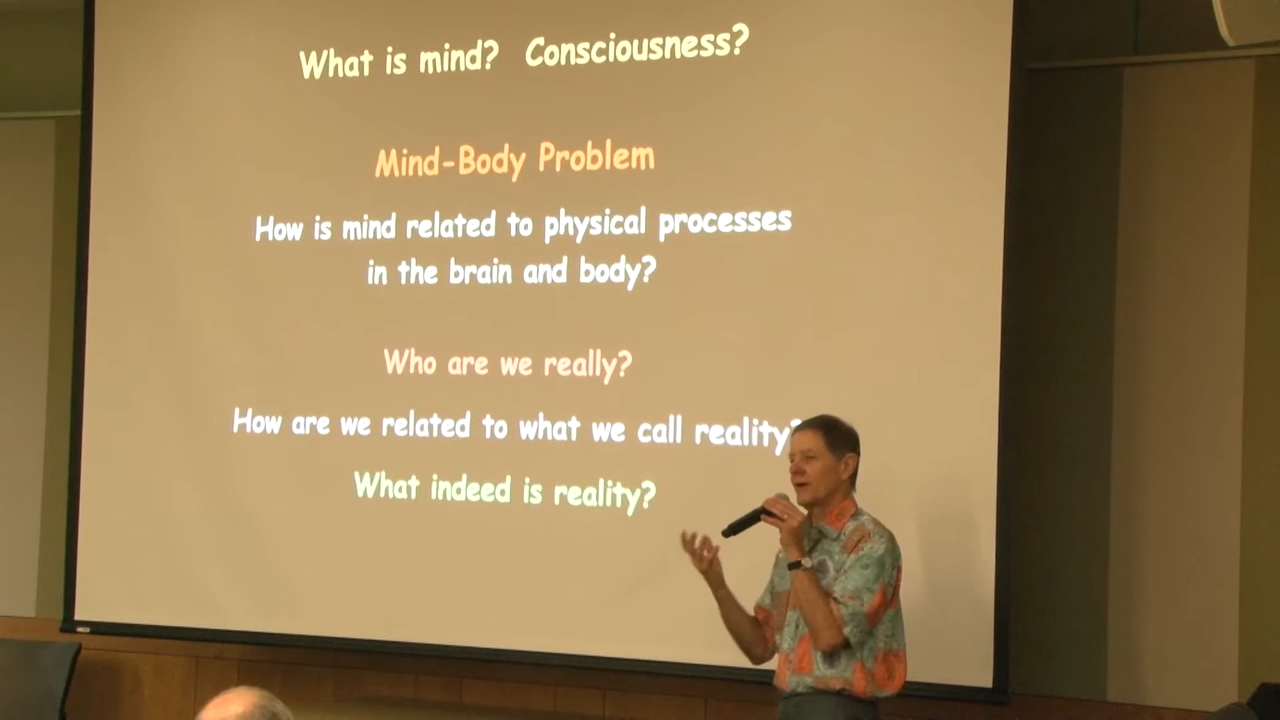 What is mind? Consciousness?
Mind-Body Problem
How is mind related to physical processes
in the brain and body?
Who are we really?
How are we related to what we call reality?
What indeed is reality?